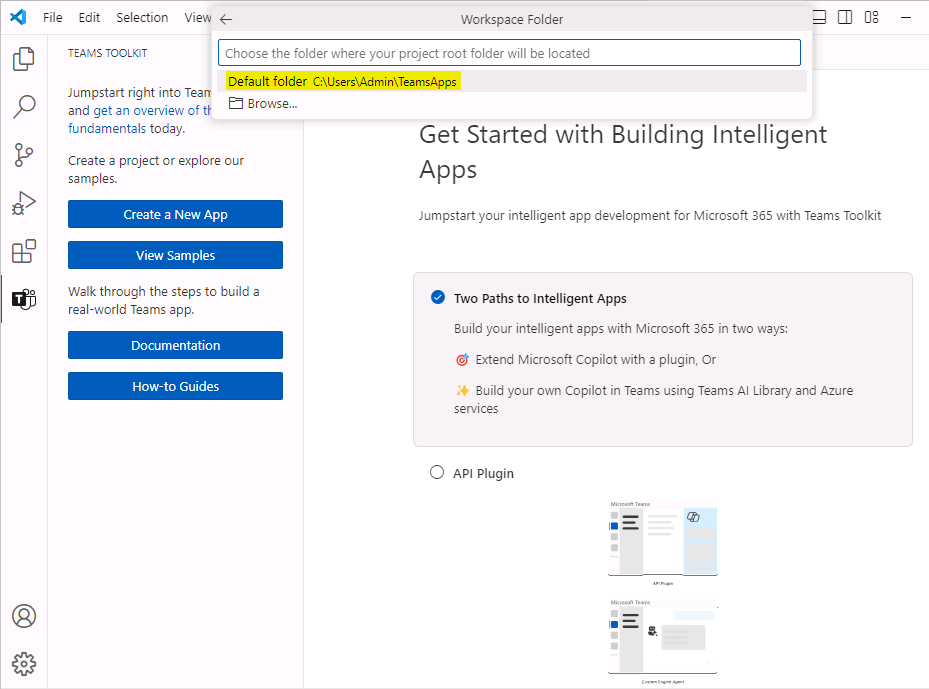 File Edit Selection View
Workspace Folder
Choose the folder where your project root folder will be located
Default folder C:\Users\Admin\TeamsApps
Browse...
TEAMS TOOLKIT
Jumpstart right into Team
and get an overview of th
fundamentals today.
Create a project or explore our
samples.
Create a New App
View Samples
Walk through the steps to build a
real-world Teams app.
Documentation
How-to Guides
Get Started with Building Intelligent
Apps
Jumpstart your intelligent app development for Microsoft 365 with Teams Toolkit
Two Paths to Intelligent Apps
Build your intelligent apps with Microsoft 365 in two ways:
Extend Microsoft Copilot with a plugin, Or
Build your own Copilot in Teams using Teams AI Library and Azure
services
API Plugin
Microsoft Teams
API Plugin
Microsoft Teams
Custom Engine Agent